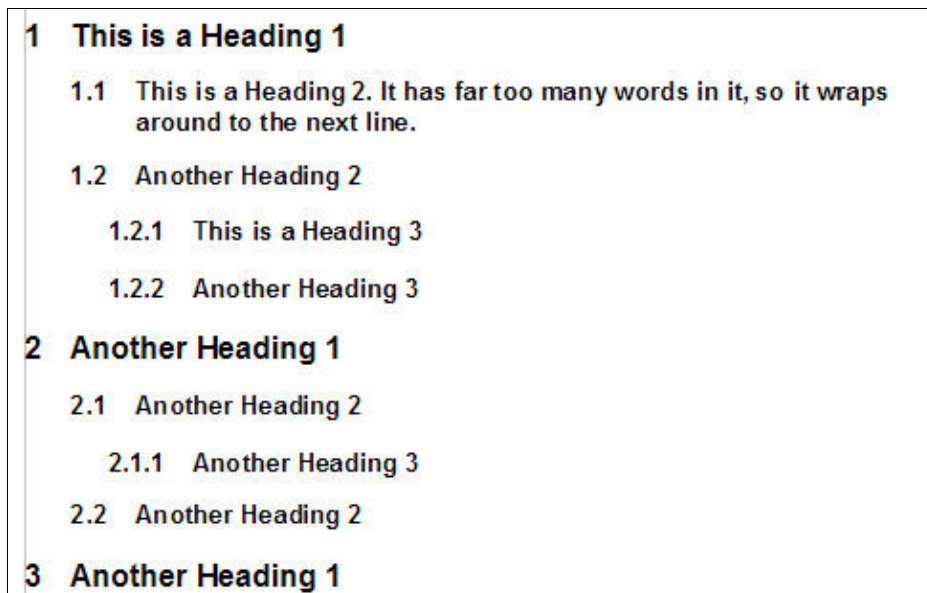 1 This is a Heading 1
1.1 This is a Heading 2. It has far too many words in it, so it wraps
around to the next line.
1.2 Another Heading 2
1.2.1 This is a Heading 3
1.2.2 Another Heading 3
2 Another Heading 1
2.1 Another Heading 2
2.1.1 Another Heading 3
2.2 Another Heading 2
3 Another Heading 1